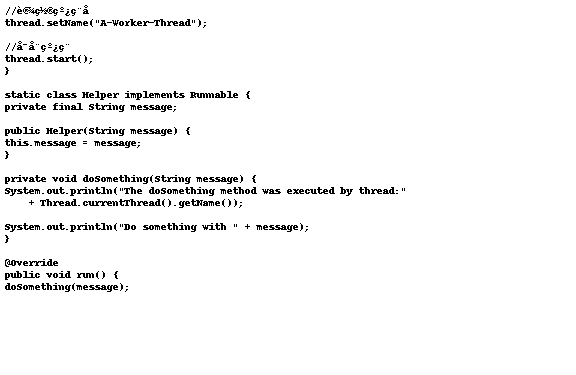 //è®¾ç½®çº¿ç¨å
thread.setName("A-Worker-Thread");
//å¯å¨çº¿ç¨
thread.start();
}
static class Helper implements Runnable {
private final String message;
public Helper(String message) {
this.message = message;
}
private void doSomething(String message) {
System.out.println("The doSomething method was executed by thread:"
+ Thread.currentThread().getName());
System.out.println("Do something with " + message);
}
@Override
public void run() {
doSomething(message);